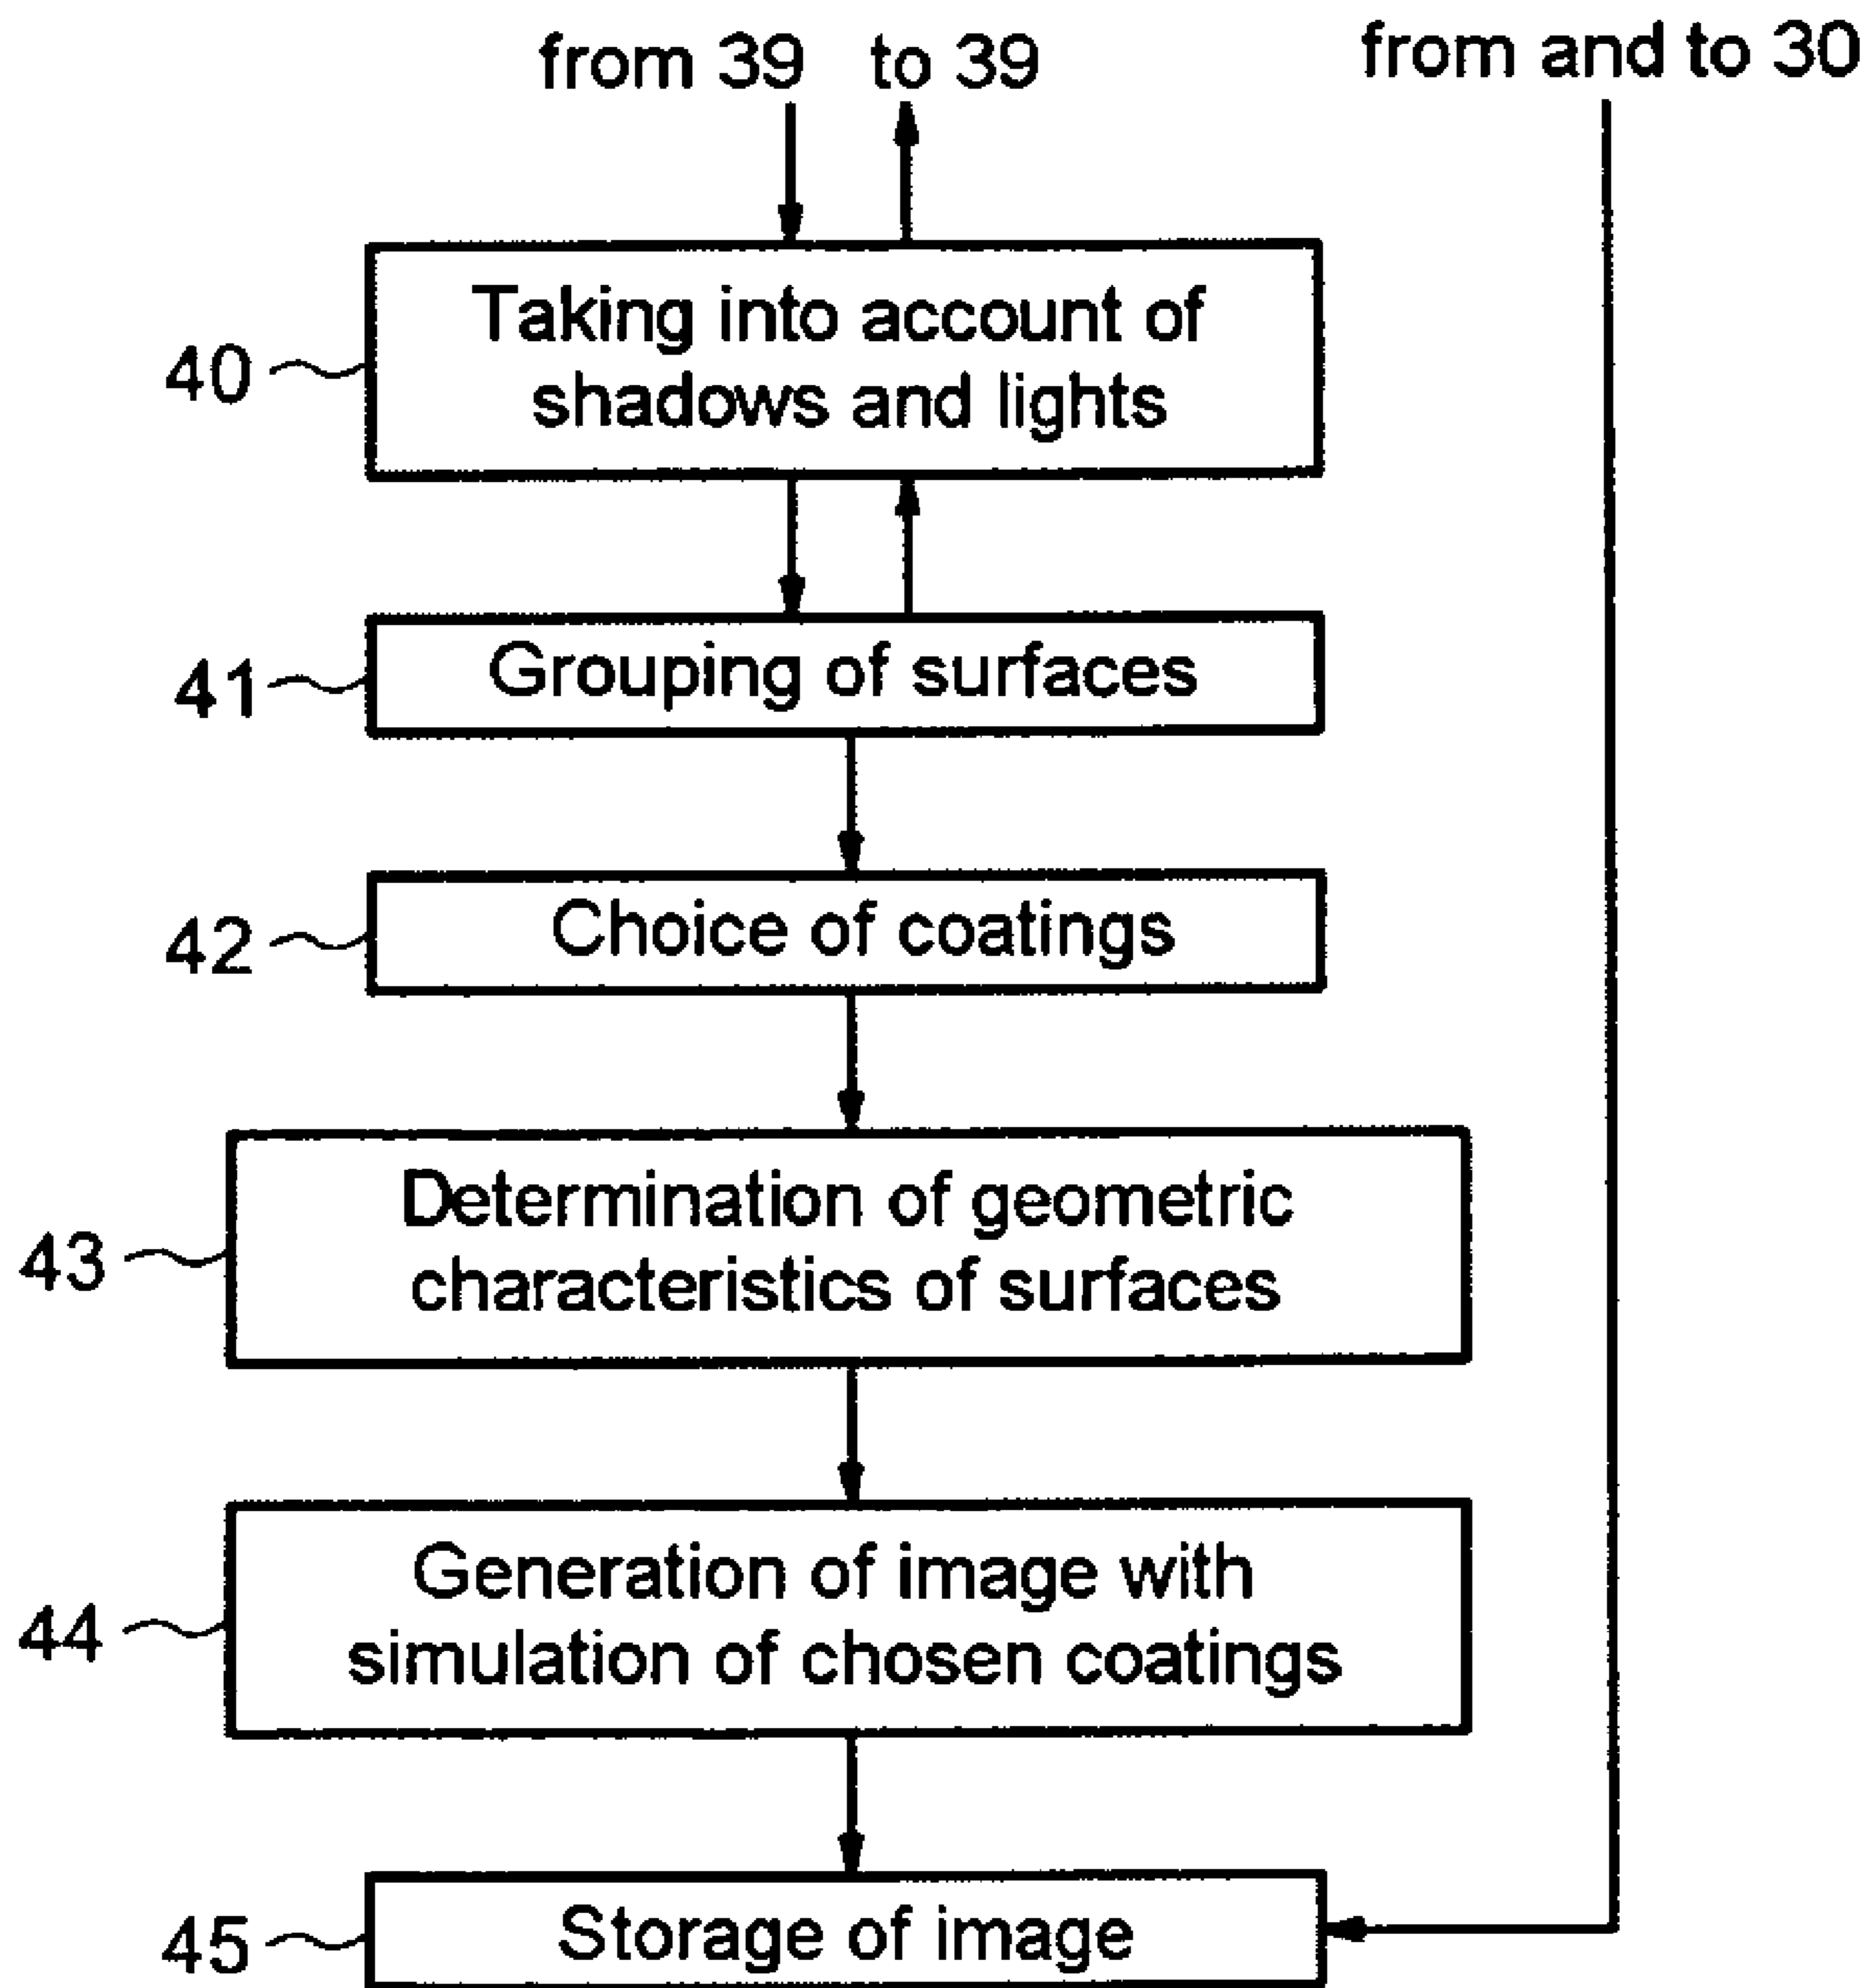 from 39 to 39
from and to 30
40
Taking into account of
shadows and lights
41
Grouping of surfaces
42
Choice of coatings
43
Determination of geometric
characteristics of surfaces
44
Generation of image with
simulation of chosen coatings
45
Storage of image